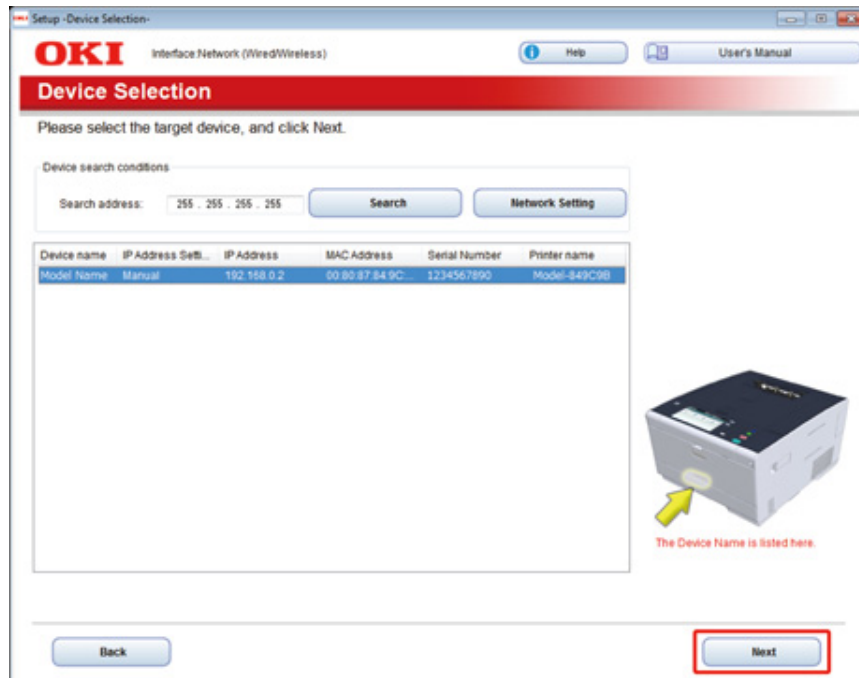 Setup -Device Selection-
OKI Interface:Network (Wired/Wireless) Help User's Manual
Device Selection
Please select the target device, and click Next.
Device search conditions
Search address: 255 . 255 . 255 . 255 Search Network Setting
Device name IP Address Setti... IP Address MAC Address Serial Number Printer name
Model Name Manual 192.168.0.2 00:80:87:84:9C:... 1234567890 Model-849C9B
The Device Name is listed here.
Back Next